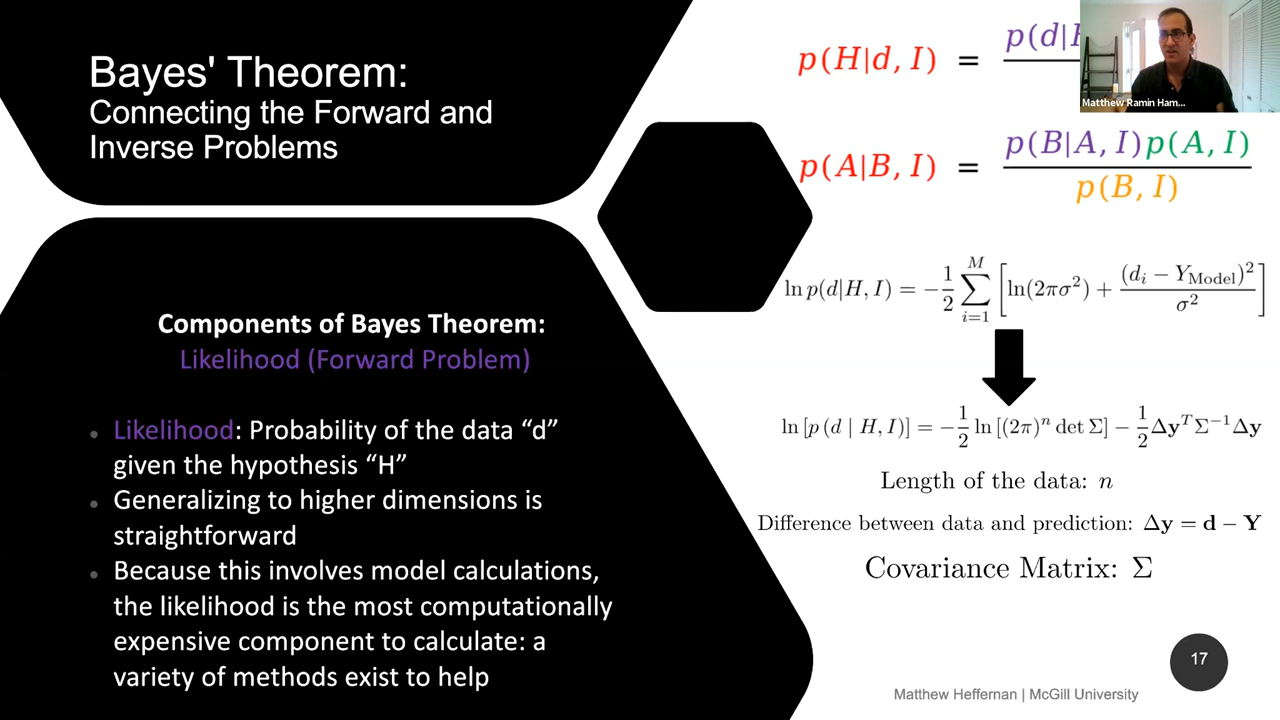 Bayes' Theorem:
Connecting the Forward and
Inverse Problems
Components of Bayes Theorem:
Likelihood (Forward Problem)
• Likelihood: Probability of the data “d”
given the hypothesis “H”
• Generalizing to higher dimensions is
straightforward
• Because this involves model calculations,
the likelihood is the most computationally
expensive component to calculate: a
variety of methods exist to help
p(H|d, I) = p(d|
Matthew Ramin Ham...
p(A|B, I) = p(B|A, I)p(A, I) / p(B, I)
ln p(d|H, I) = −1/2 ∑_{i=1}^{M} [ln(2πσ²) + (d_i − Y_Model)²/σ²]
ln [p (d | H, I)] = −1/2 ln [(2π)ⁿ det Σ] − 1/2 Δy^T Σ⁻¹ Δy
Length of the data: n
Difference between data and prediction: Δy = d − Y
Covariance Matrix: Σ
17
Matthew Heffernan | McGill University